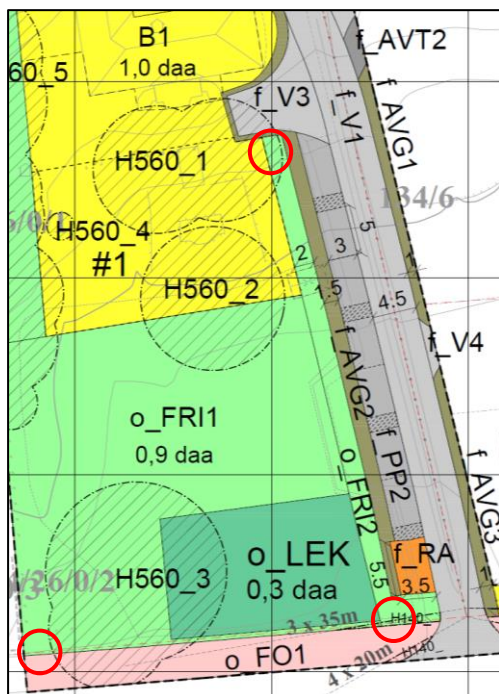 B1
1,0 daa
f_AVT2
f_V3
f_V1
f_AVG1
H560_1
134/6
H560_4
#1
5
2
3
1
H560_2
1.5
4.5
f_AVG2
f_V4
o_FRI1
0,9 daa
f_PP2
o_FRI2
f_AVG3
o_LEK
0,3 daa
f_RA
H560_3
26/0/2
5.5
3.5
1
3 x 35m
H140_
o_FO1
4 x 20m
H140_